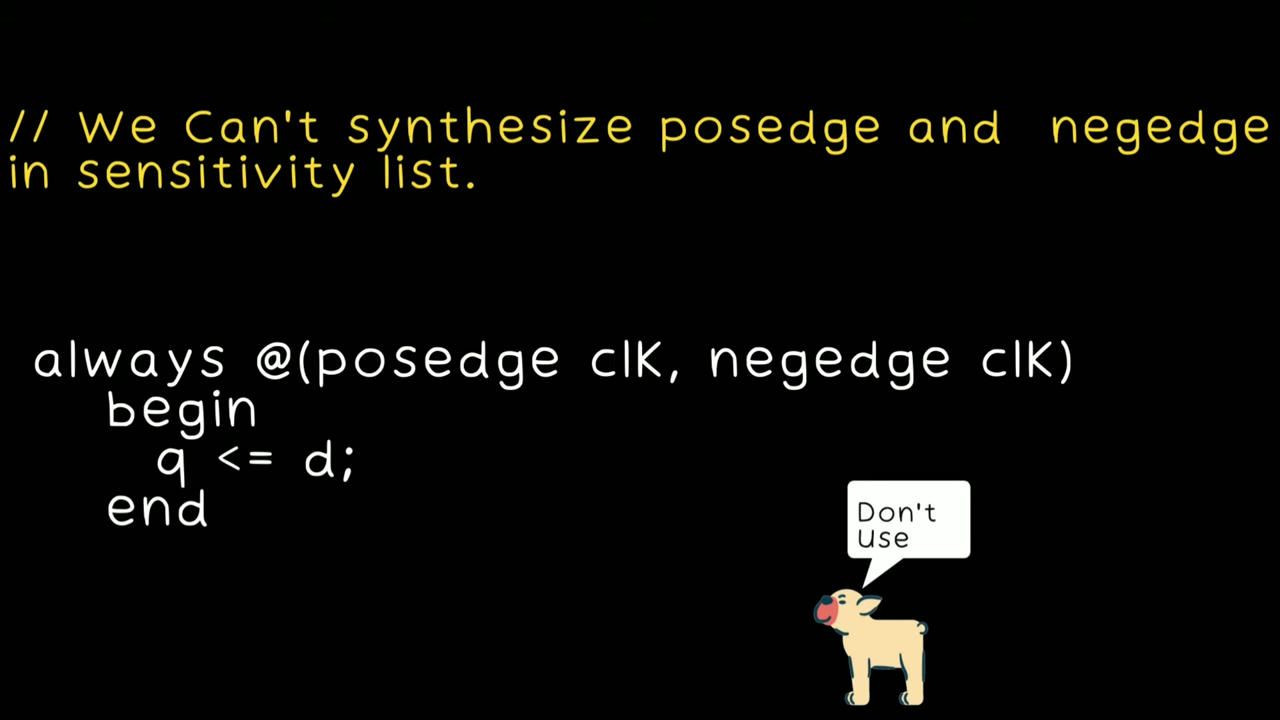 // We Can't synthesize posedge and negedge
in sensitivity list.
always @(posedge clK, negedge clK)
begin
q <= d;
end
Don't
Use